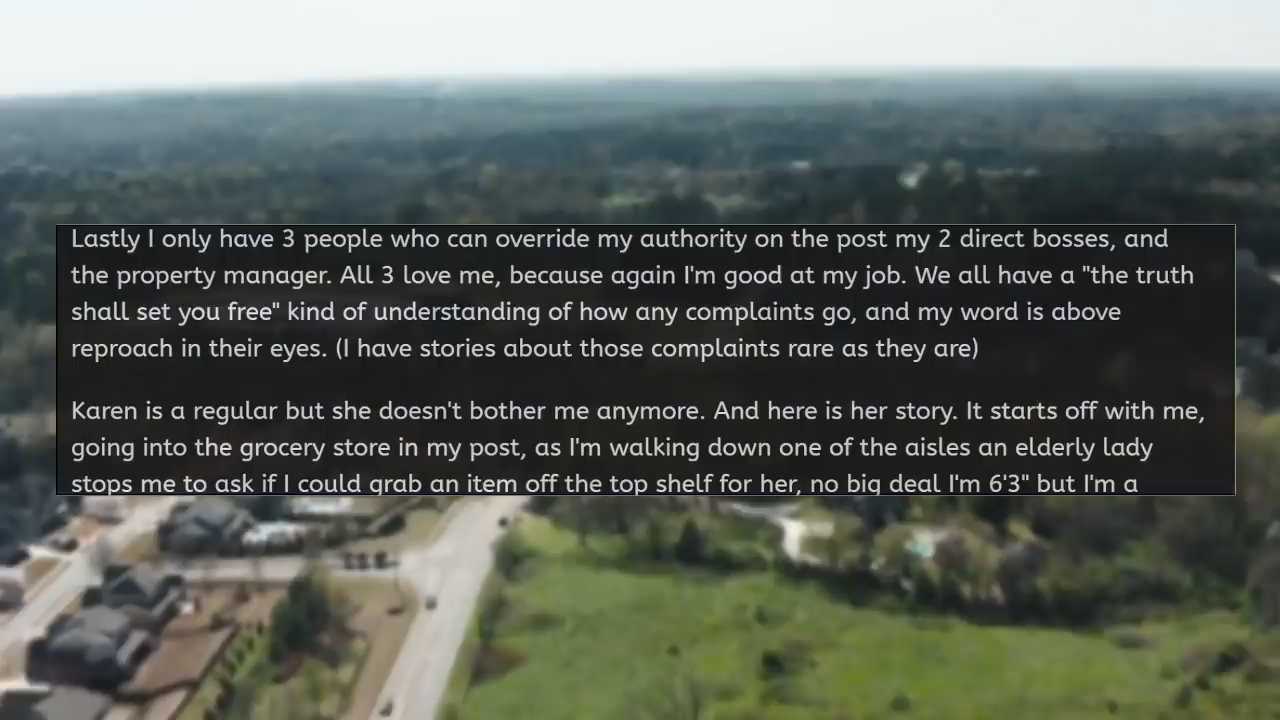 Lastly I only have 3 people who can override my authority on the post my 2 direct bosses, and
the property manager. All 3 love me, because again I'm good at my job. We all have a "the truth
shall set you free" kind of understanding of how any complaints go, and my word is above
reproach in their eyes. (I have stories about those complaints rare as they are)
Karen is a regular but she doesn't bother me anymore. And here is her story. It starts off with me,
going into the grocery store in my post, as I'm walking down one of the aisles an elderly lady
stops me to ask if I could grab an item off the top shelf for her, no big deal I'm 6'3" but I'm a